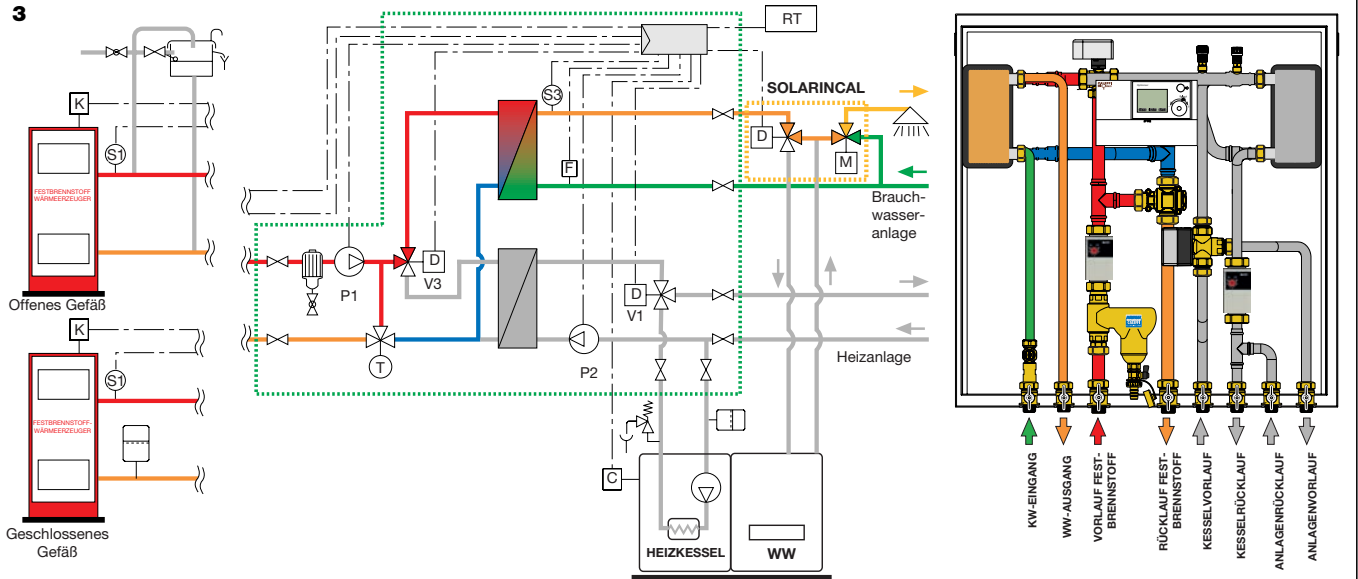 3
K
S1
FESTBRENNSTOFF
WÄRMEERZEUGER
Offenes Gefäß
K
S1
FESTBRENNSTOFF-
WÄRMEERZEUGER
Geschlossenes
Gefäß
RT
S3
SOLARINCAL
D
M
F
Brauch-
wasser-
anlage
P1
D
V3
T
D
V1
P2
Heizanlage
C
HEIZKESSEL
WW
KW-EINGANG
WW-AUSGANG
VORLAUF FEST-
BRENNSTOFF
RÜCKLAUF FEST-
BRENNSTOFF
KESSELVORLAUF
KESSELRÜCKLAUF
ANLAGENRÜCKLAUF
ANLAGENVORLAUF